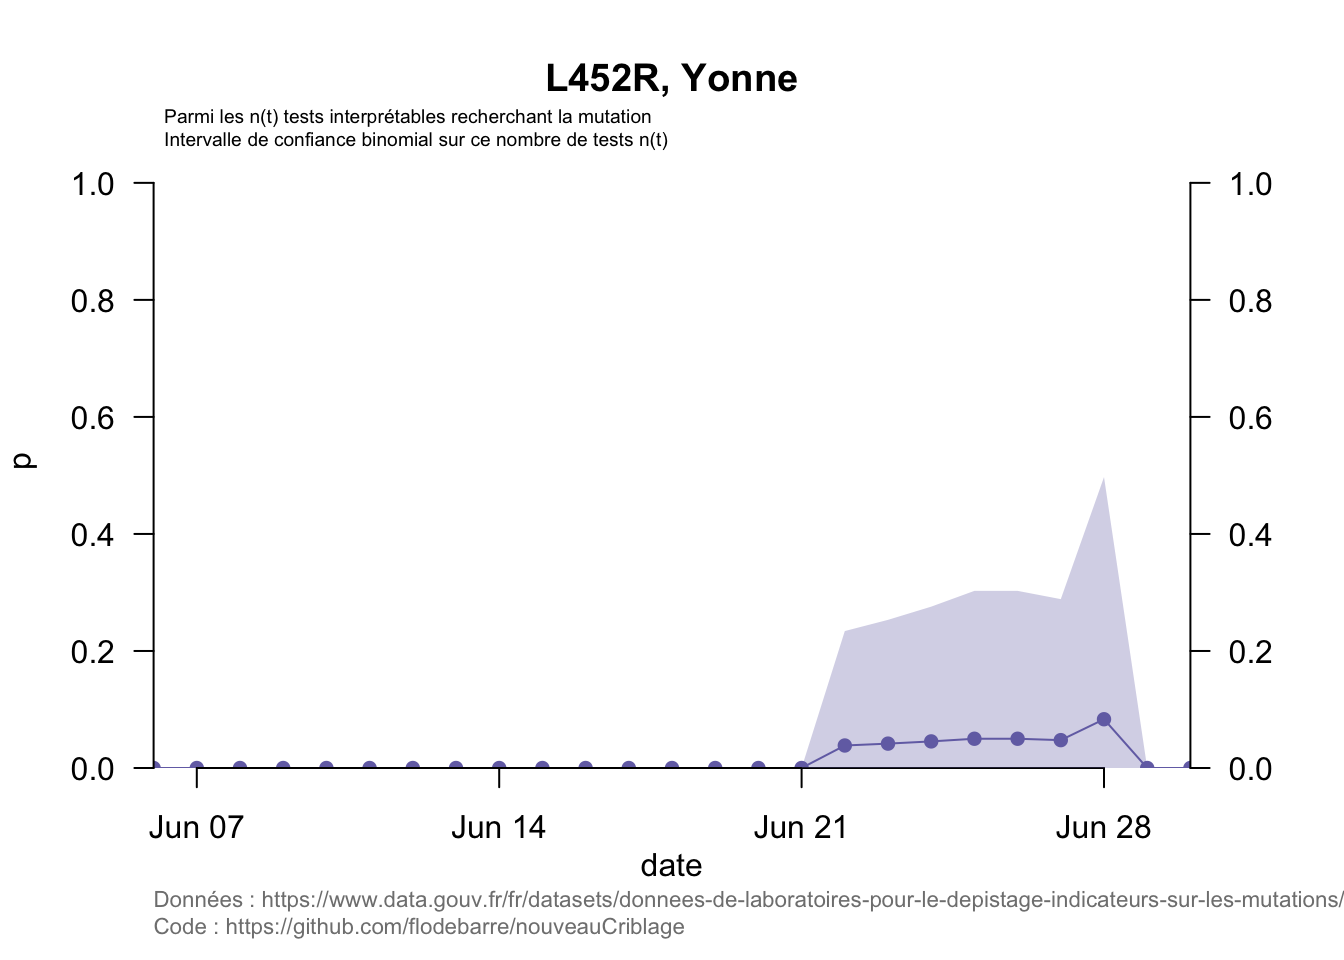 L452R, Yonne
Parmi les n(t) tests interprétables recherchant la mutation
Intervalle de confiance binomial sur ce nombre de tests n(t)
1.0
0.8
0.6
0.4
0.2
0.0
p
1.0
0.8
0.6
0.4
0.2
0.0
Jun 07 Jun 14 Jun 21 Jun 28
date
Données : https://www.data.gouv.fr/fr/datasets/donnees-de-laboratoires-pour-le-depistage-indicateurs-sur-les-mutations/
Code : https://github.com/flodebarre/nouveauCriblage